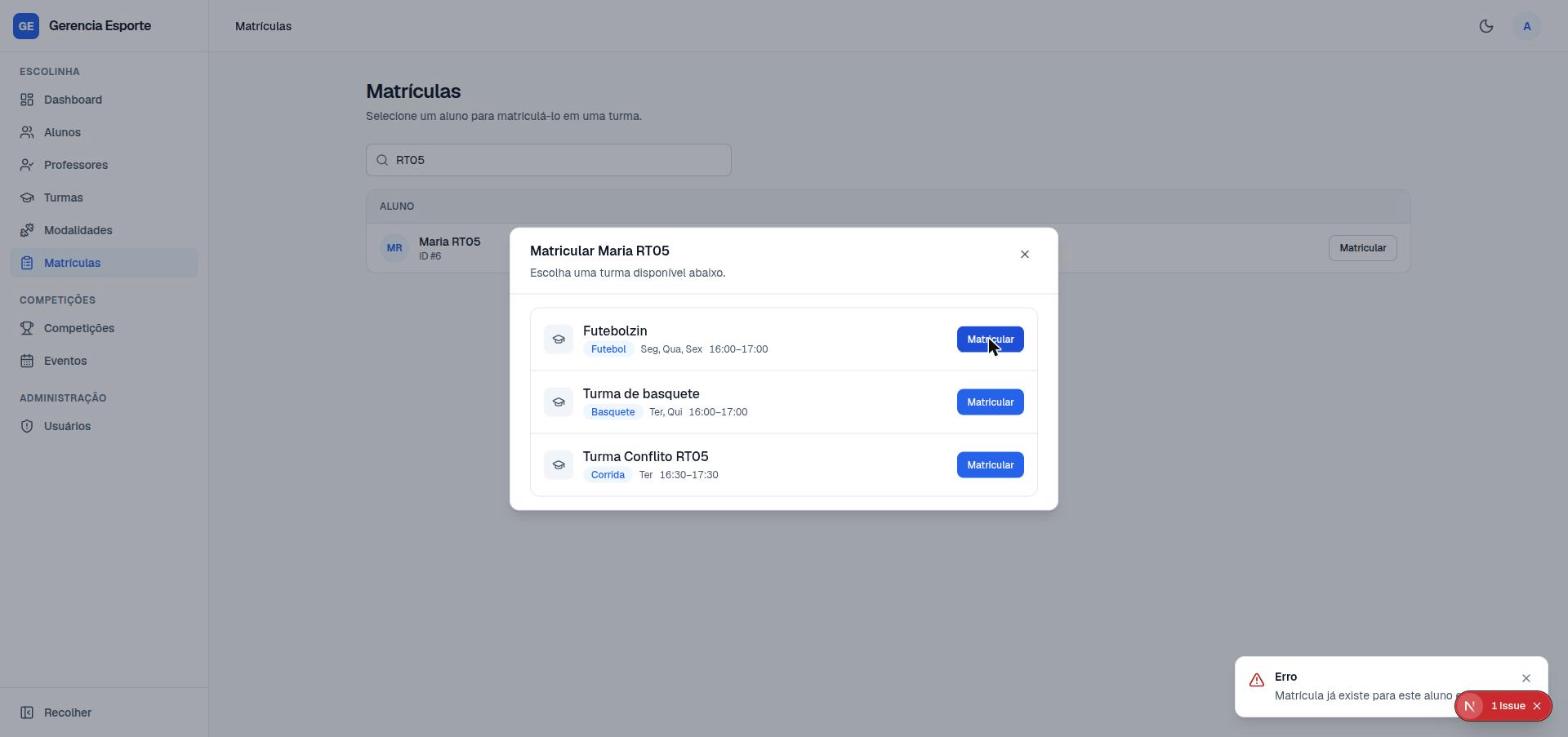 GE Gerencia Esporte
Matrículas
A
ESCOLINHA
Dashboard
Alunos
Professores
Turmas
Modalidades
Matrículas
COMPETIÇÕES
Competições
Eventos
ADMINISTRAÇÃO
Usuários
Recolher
Matrículas
Selecione um aluno para matriculá-lo em uma turma.
RT05
ALUNO
MR
Maria RT05
ID #6
Matricular
Matricular Maria RT05
Escolha uma turma disponível abaixo.
Futebolzin
Futebol Seg, Qua, Sex 16:00–17:00
Matricular
Turma de basquete
Basquete Ter, Qui 16:00–17:00
Matricular
Turma Conflito RT05
Corrida Ter 16:30–17:30
Matricular
Erro
Matrícula já existe para este aluno
N 1 Issue